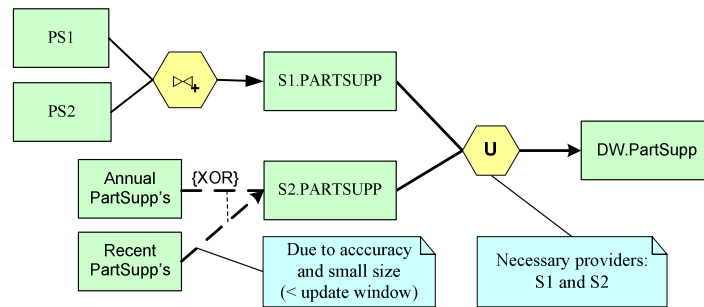 PS1
PS2
S1.PARTSUPP
U
DW.PartSupp
Annual
PartSupp's
{XOR}
S2.PARTSUPP
Recent
PartSupp's
Due to acccuracy
and small size
(< update window)
Necessary providers:
S1 and S2